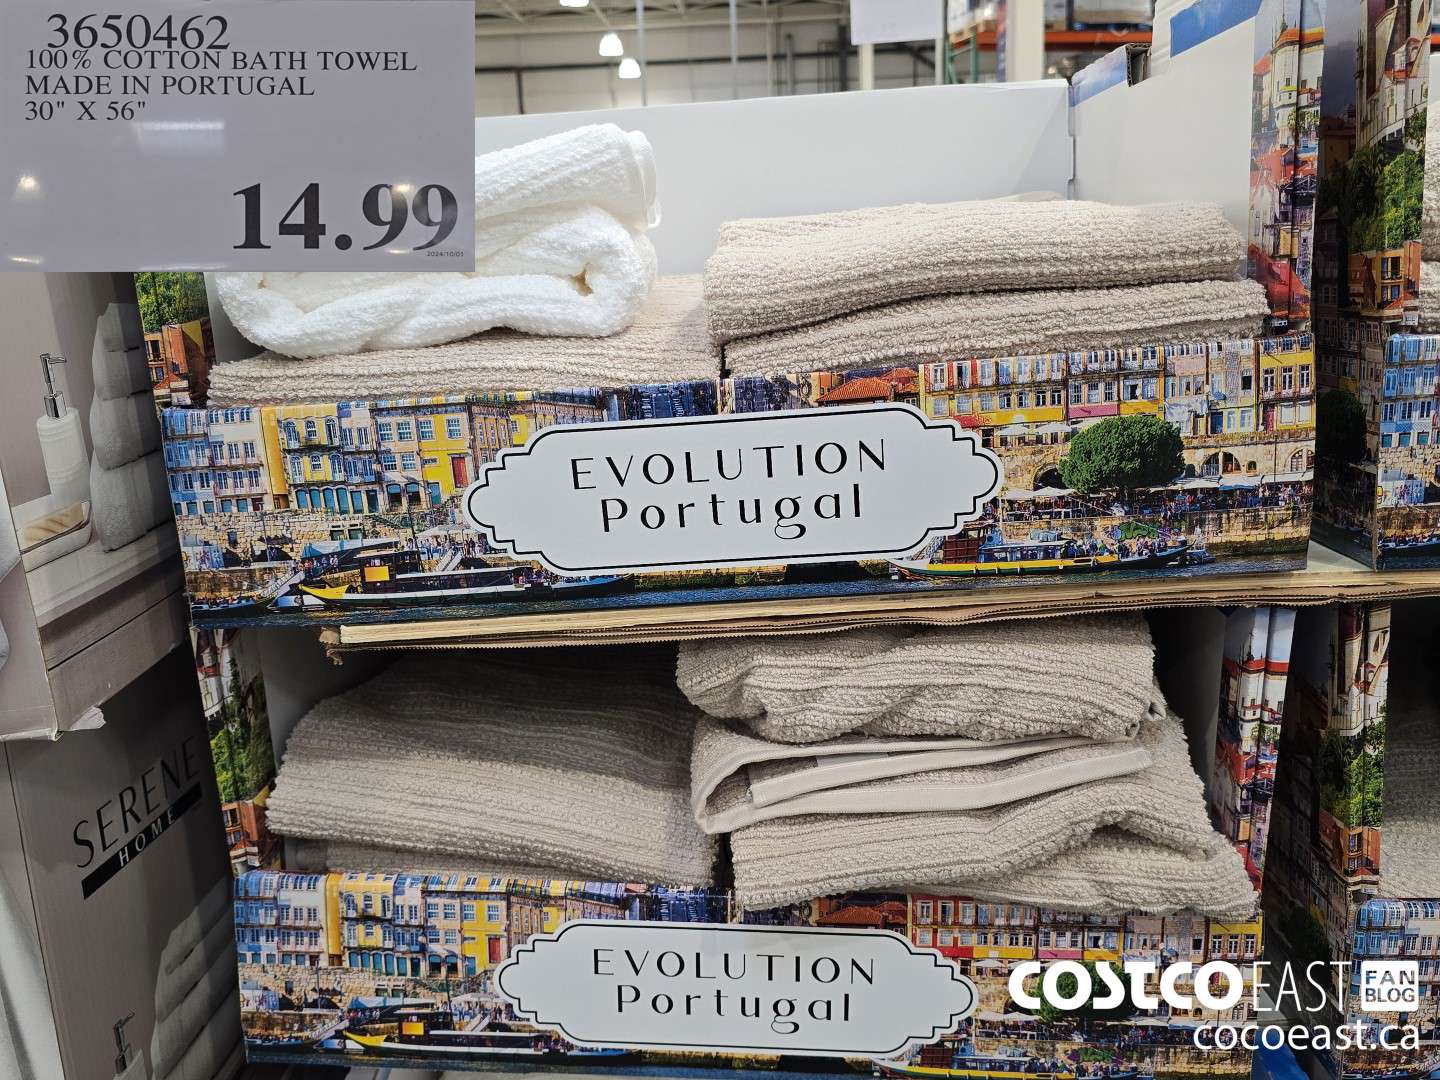 3650462
100% COTTON BATH TOWEL
MADE IN PORTUGAL
30" X 56"
14.99
2024/10/01
EVOLUTION
Portugal
SERENE
HOME
EVOLUTION
Portugal
COSTCO EAST FAN BLOG
cocoeast.ca